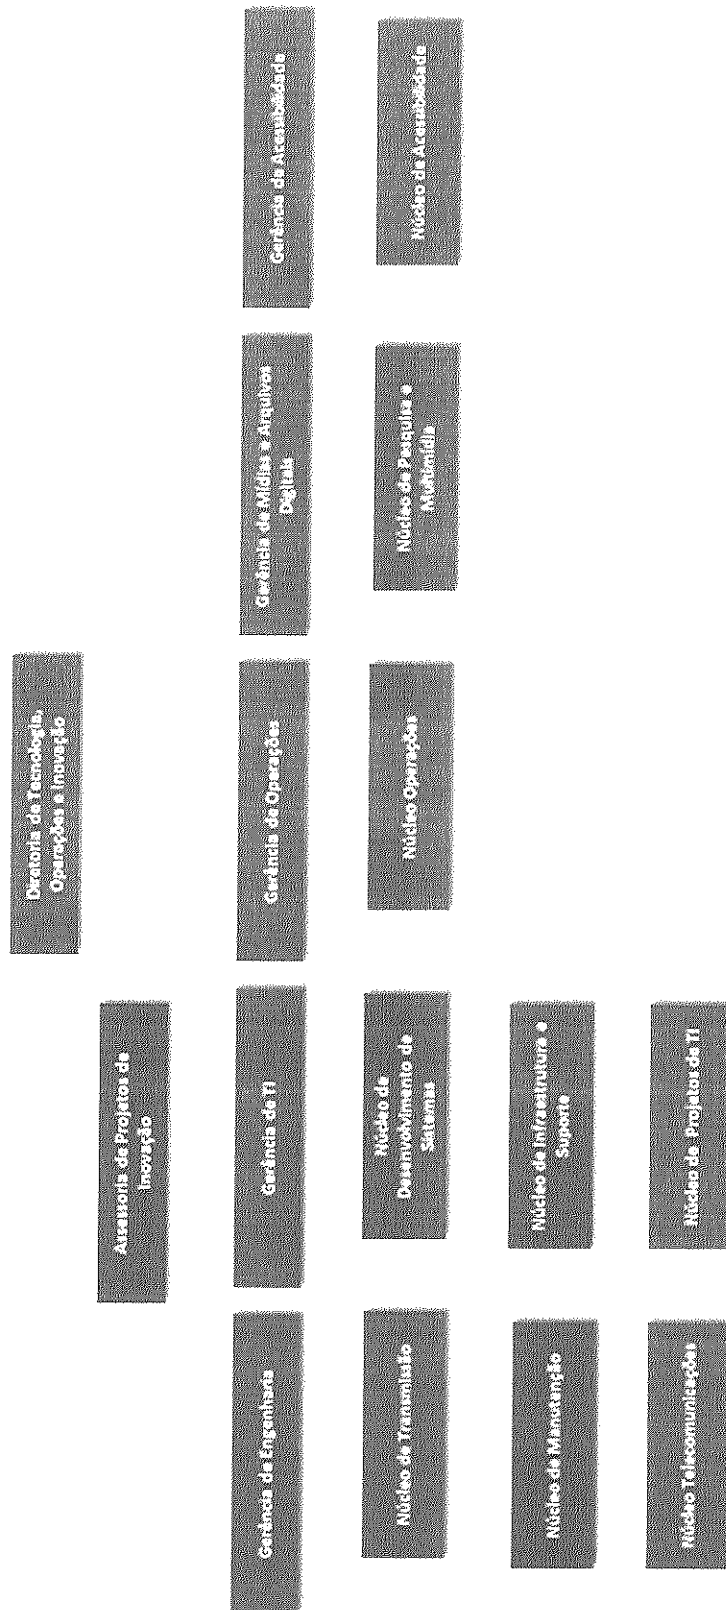 Diretoria de Tecnologia,
Operações e Inovação
Assessoria de Projetos de
Inovação
Gerência de Engenharia
Gerência de TI
Gerência de Operações
Gerência de Mídias e Arquivos
Digitais
Gerência de Acessibilidade
Núcleo de Transmissão
Núcleo de
Desenvolvimento de
Sistemas
Núcleo Operações
Núcleo de Pesquisa e
Multimídia
Núcleo de Acessibilidade
Núcleo de Manutenção
Núcleo de Infraestrutura e
Suporte
Núcleo Telecomunicações
Núcleo de Projetos de TI